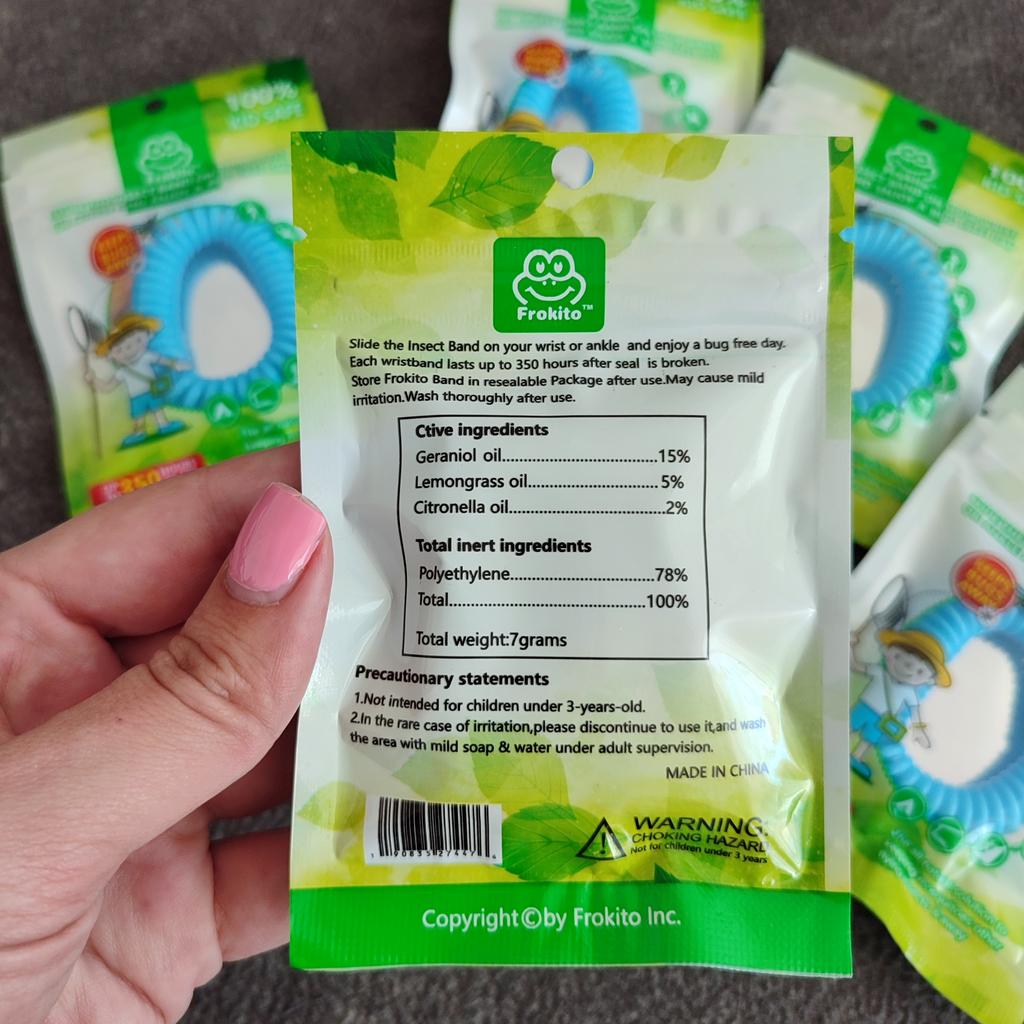 100%
KID SAFE
Frokito™
Slide the Insect Band on your wrist or ankle and enjoy a bug free day.
Each wristband lasts up to 350 hours after seal is broken.
Store Frokito Band in resealable Package after use.May cause mild
irritation.Wash thoroughly after use.
Ctive ingredients
Geraniol oil..............................15%
Lemongrass oil.........................5%
Citronella oil.............................2%
Total inert ingredients
Polyethylene...........................78%
Total.....................................100%
Total weight:7grams
Precautionary statements
1.Not intended for children under 3-years-old.
2.In the rare case of irritation,please discontinue to use it,and wash
the area with mild soap & water under adult supervision.
MADE IN CHINA
WARNING:
CHOKING HAZARD
Not for children under 3 years
Copyright©by Frokito Inc.
350